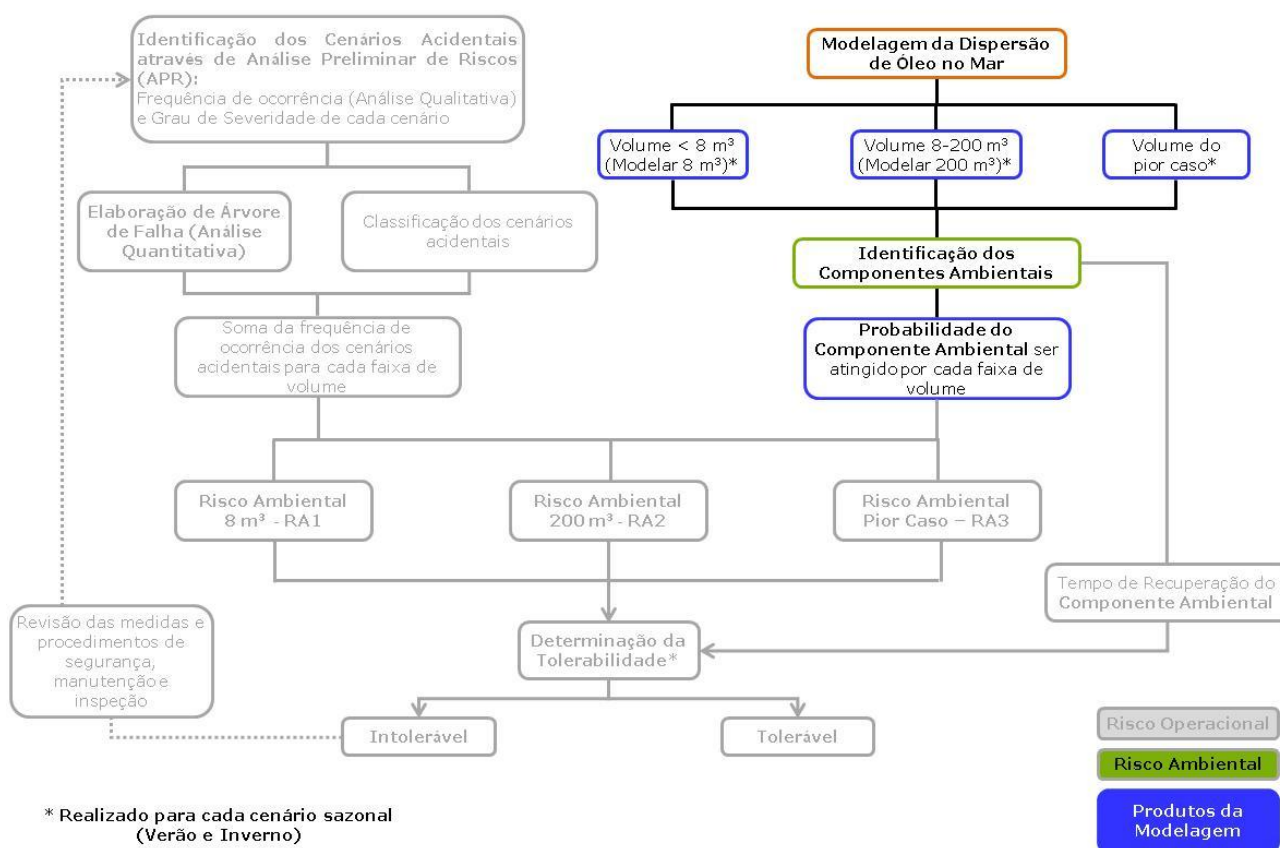 Identificação dos Cenários Acidentais
através de Análise Preliminar de Riscos
(APR):
Frequência de ocorrência (Análise Qualitativa)
e Grau de Severidade de cada cenário
Modelagem da Dispersão
de Óleo no Mar
Volume < 8 m³
(Modelar 8 m³)*
Volume 8-200 m³
(Modelar 200 m³)*
Volume do
pior caso*
Elaboração de Árvore
de Falha (Análise
Quantitativa)
Classificação dos cenários
acidentais
Identificação dos
Componentes Ambientais
Soma da frequência de
ocorrência dos cenários
acidentais para cada faixa de
volume
Probabilidade do
Componente Ambiental ser
atingido por cada faixa de
volume
Risco Ambiental
8 m³ - RA1
Risco Ambiental
200 m³ - RA2
Risco Ambiental
Pior Caso – RA3
Tempo de Recuperação do
Componente Ambiental
Revisão das medidas e
procedimentos de
segurança,
manutenção e
inspeção
Determinação da
Tolerabilidade*
Intolerável
Tolerável
Risco Operacional
Risco Ambiental
Produtos da
Modelagem
* Realizado para cada cenário sazonal
(Verão e Inverno)